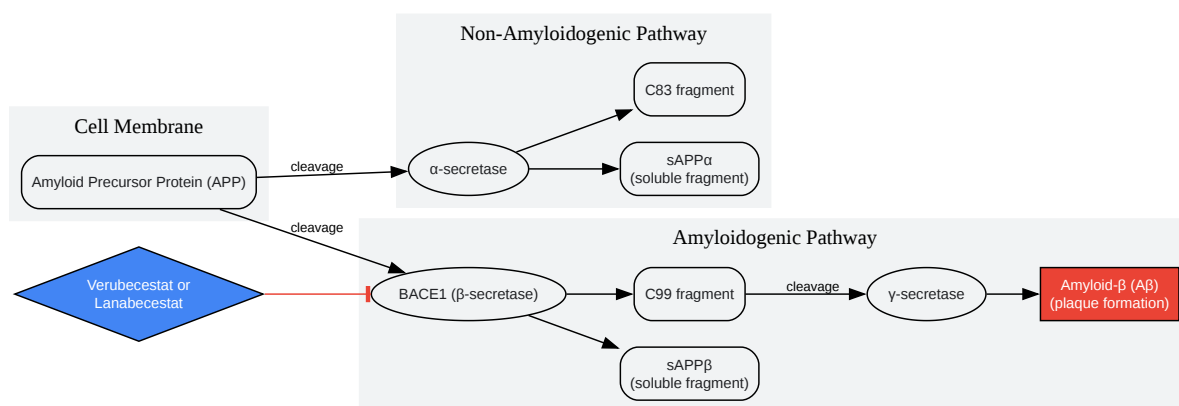 Non-Amyloidogenic Pathway
C83 fragment
Cell Membrane
Amyloid Precursor Protein (APP)
cleavage
α-secretase
sAPPα
(soluble fragment)
cleavage
Amyloidogenic Pathway
Verubecestat or
Lanabecestat
BACE1 (β-secretase)
C99 fragment
cleavage
γ-secretase
Amyloid-β (Aβ)
(plaque formation)
sAPPβ
(soluble fragment)